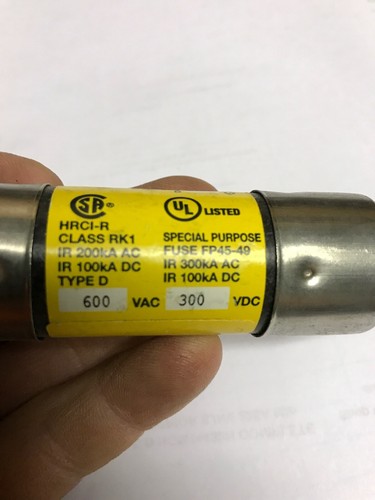 SA
HRCI-R
CLASS RK1
IR 200kA AC
IR 100kA DC
TYPE D
UL LISTED
SPECIAL PURPOSE
FUSE FP45-49
IR 300kA AC
IR 100kA DC
600 VAC 300 VDC